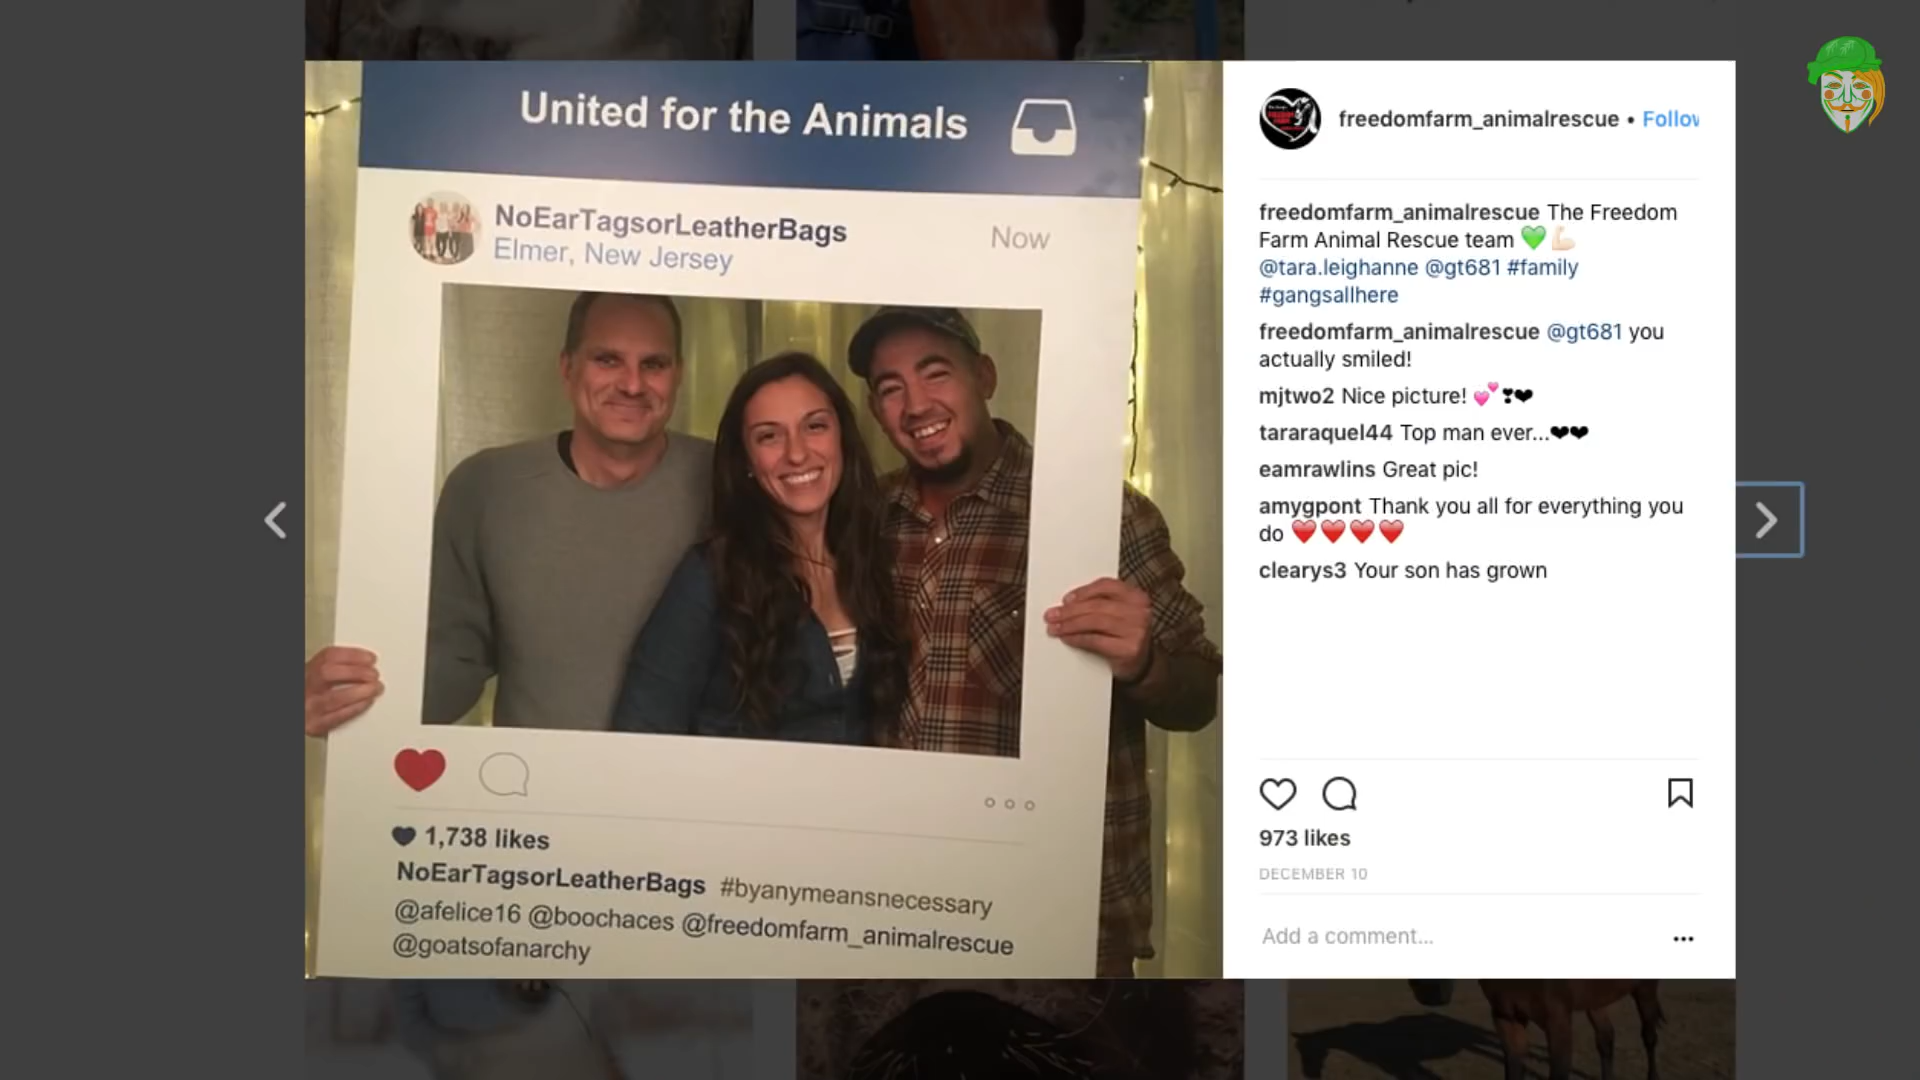 United for the Animals
NoEarTagsorLeatherBags
Elmer, New Jersey
Now
1,738 likes
NoEarTagsorLeatherBags #byanymeansnecessary
@afelice16 @boochaces @freedomfarm_animalrescue
@goatsofanarchy
freedomfarm_animalrescue • Follow
freedomfarm_animalrescue The Freedom
Farm Animal Rescue team 💚💪🏻
@tara.leighanne @gt681 #family
#gangsallhere
freedomfarm_animalrescue @gt681 you
actually smiled!
mjtwo2 Nice picture! 💕❣❤
tararaquel44 Top man ever...❤❤
eamrawlins Great pic!
amygpont Thank you all for everything you
do ❤️❤️❤️❤️
clearys3 Your son has grown
973 likes
DECEMBER 10
Add a comment...